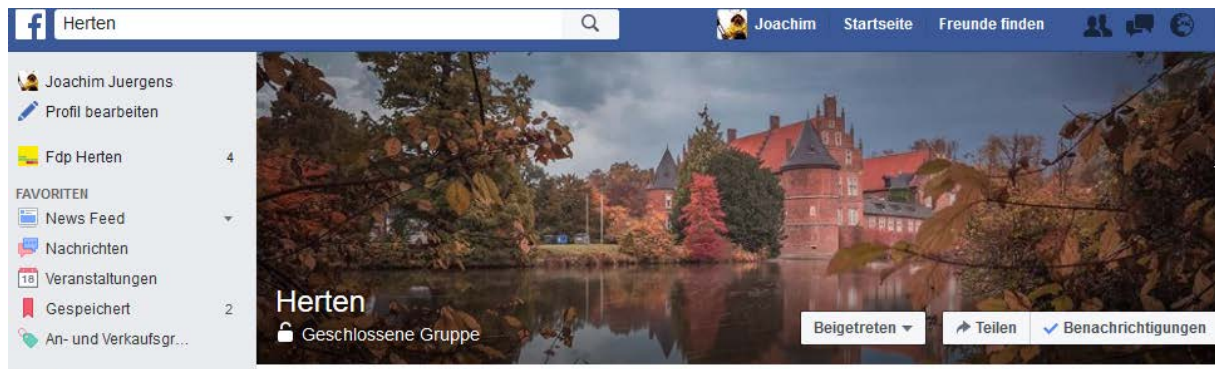 f Herten
Joachim Startseite Freunde finden
Joachim Juergens
Profil bearbeiten
Fdp Herten 4
FAVORITEN
News Feed
Nachrichten
18 Veranstaltungen
Gespeichert 2
An- und Verkaufsgr...
Herten
Geschlossene Gruppe
Beigetreten Teilen Benachrichtigungen